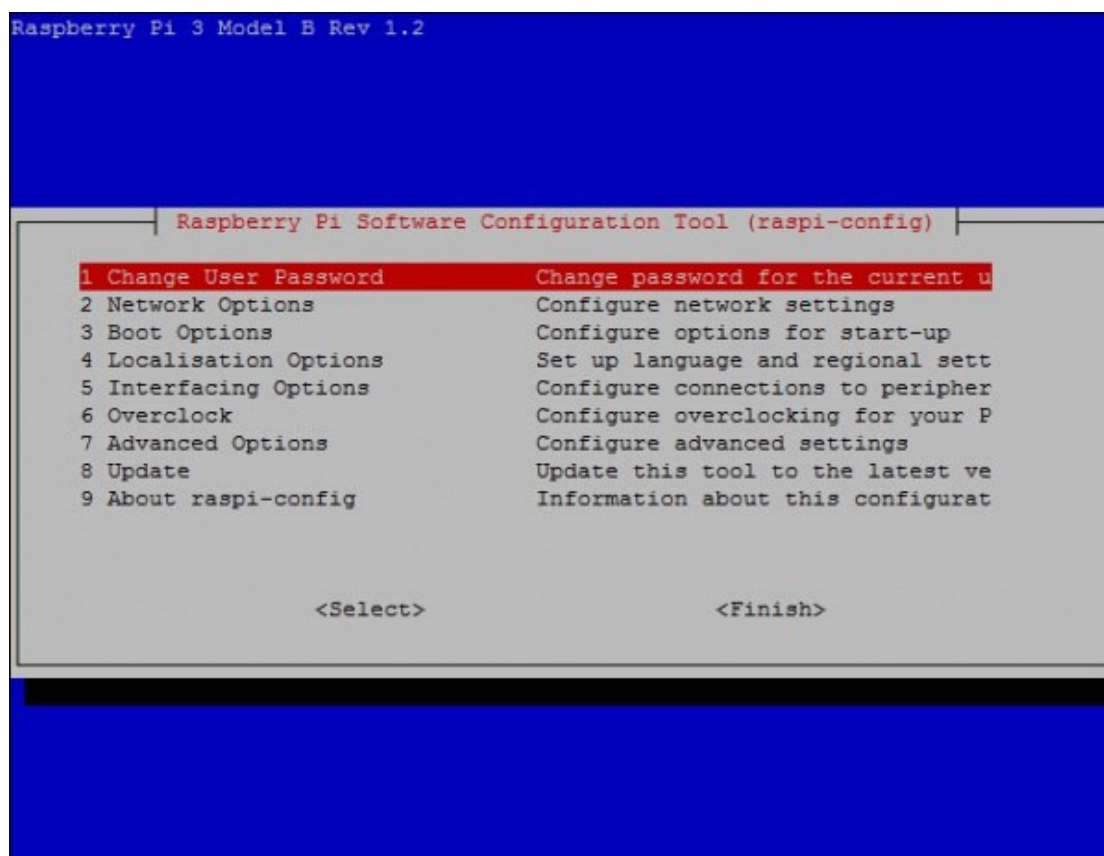 Raspberry Pi 3 Model B Rev 1.2
Raspberry Pi Software Configuration Tool (raspi-config)
1 Change User Password Change password for the current u
2 Network Options Configure network settings
3 Boot Options Configure options for start-up
4 Localisation Options Set up language and regional sett
5 Interfacing Options Configure connections to peripher
6 Overclock Configure overclocking for your P
7 Advanced Options Configure advanced settings
8 Update Update this tool to the latest ve
9 About raspi-config Information about this configurat
<Select> <Finish>